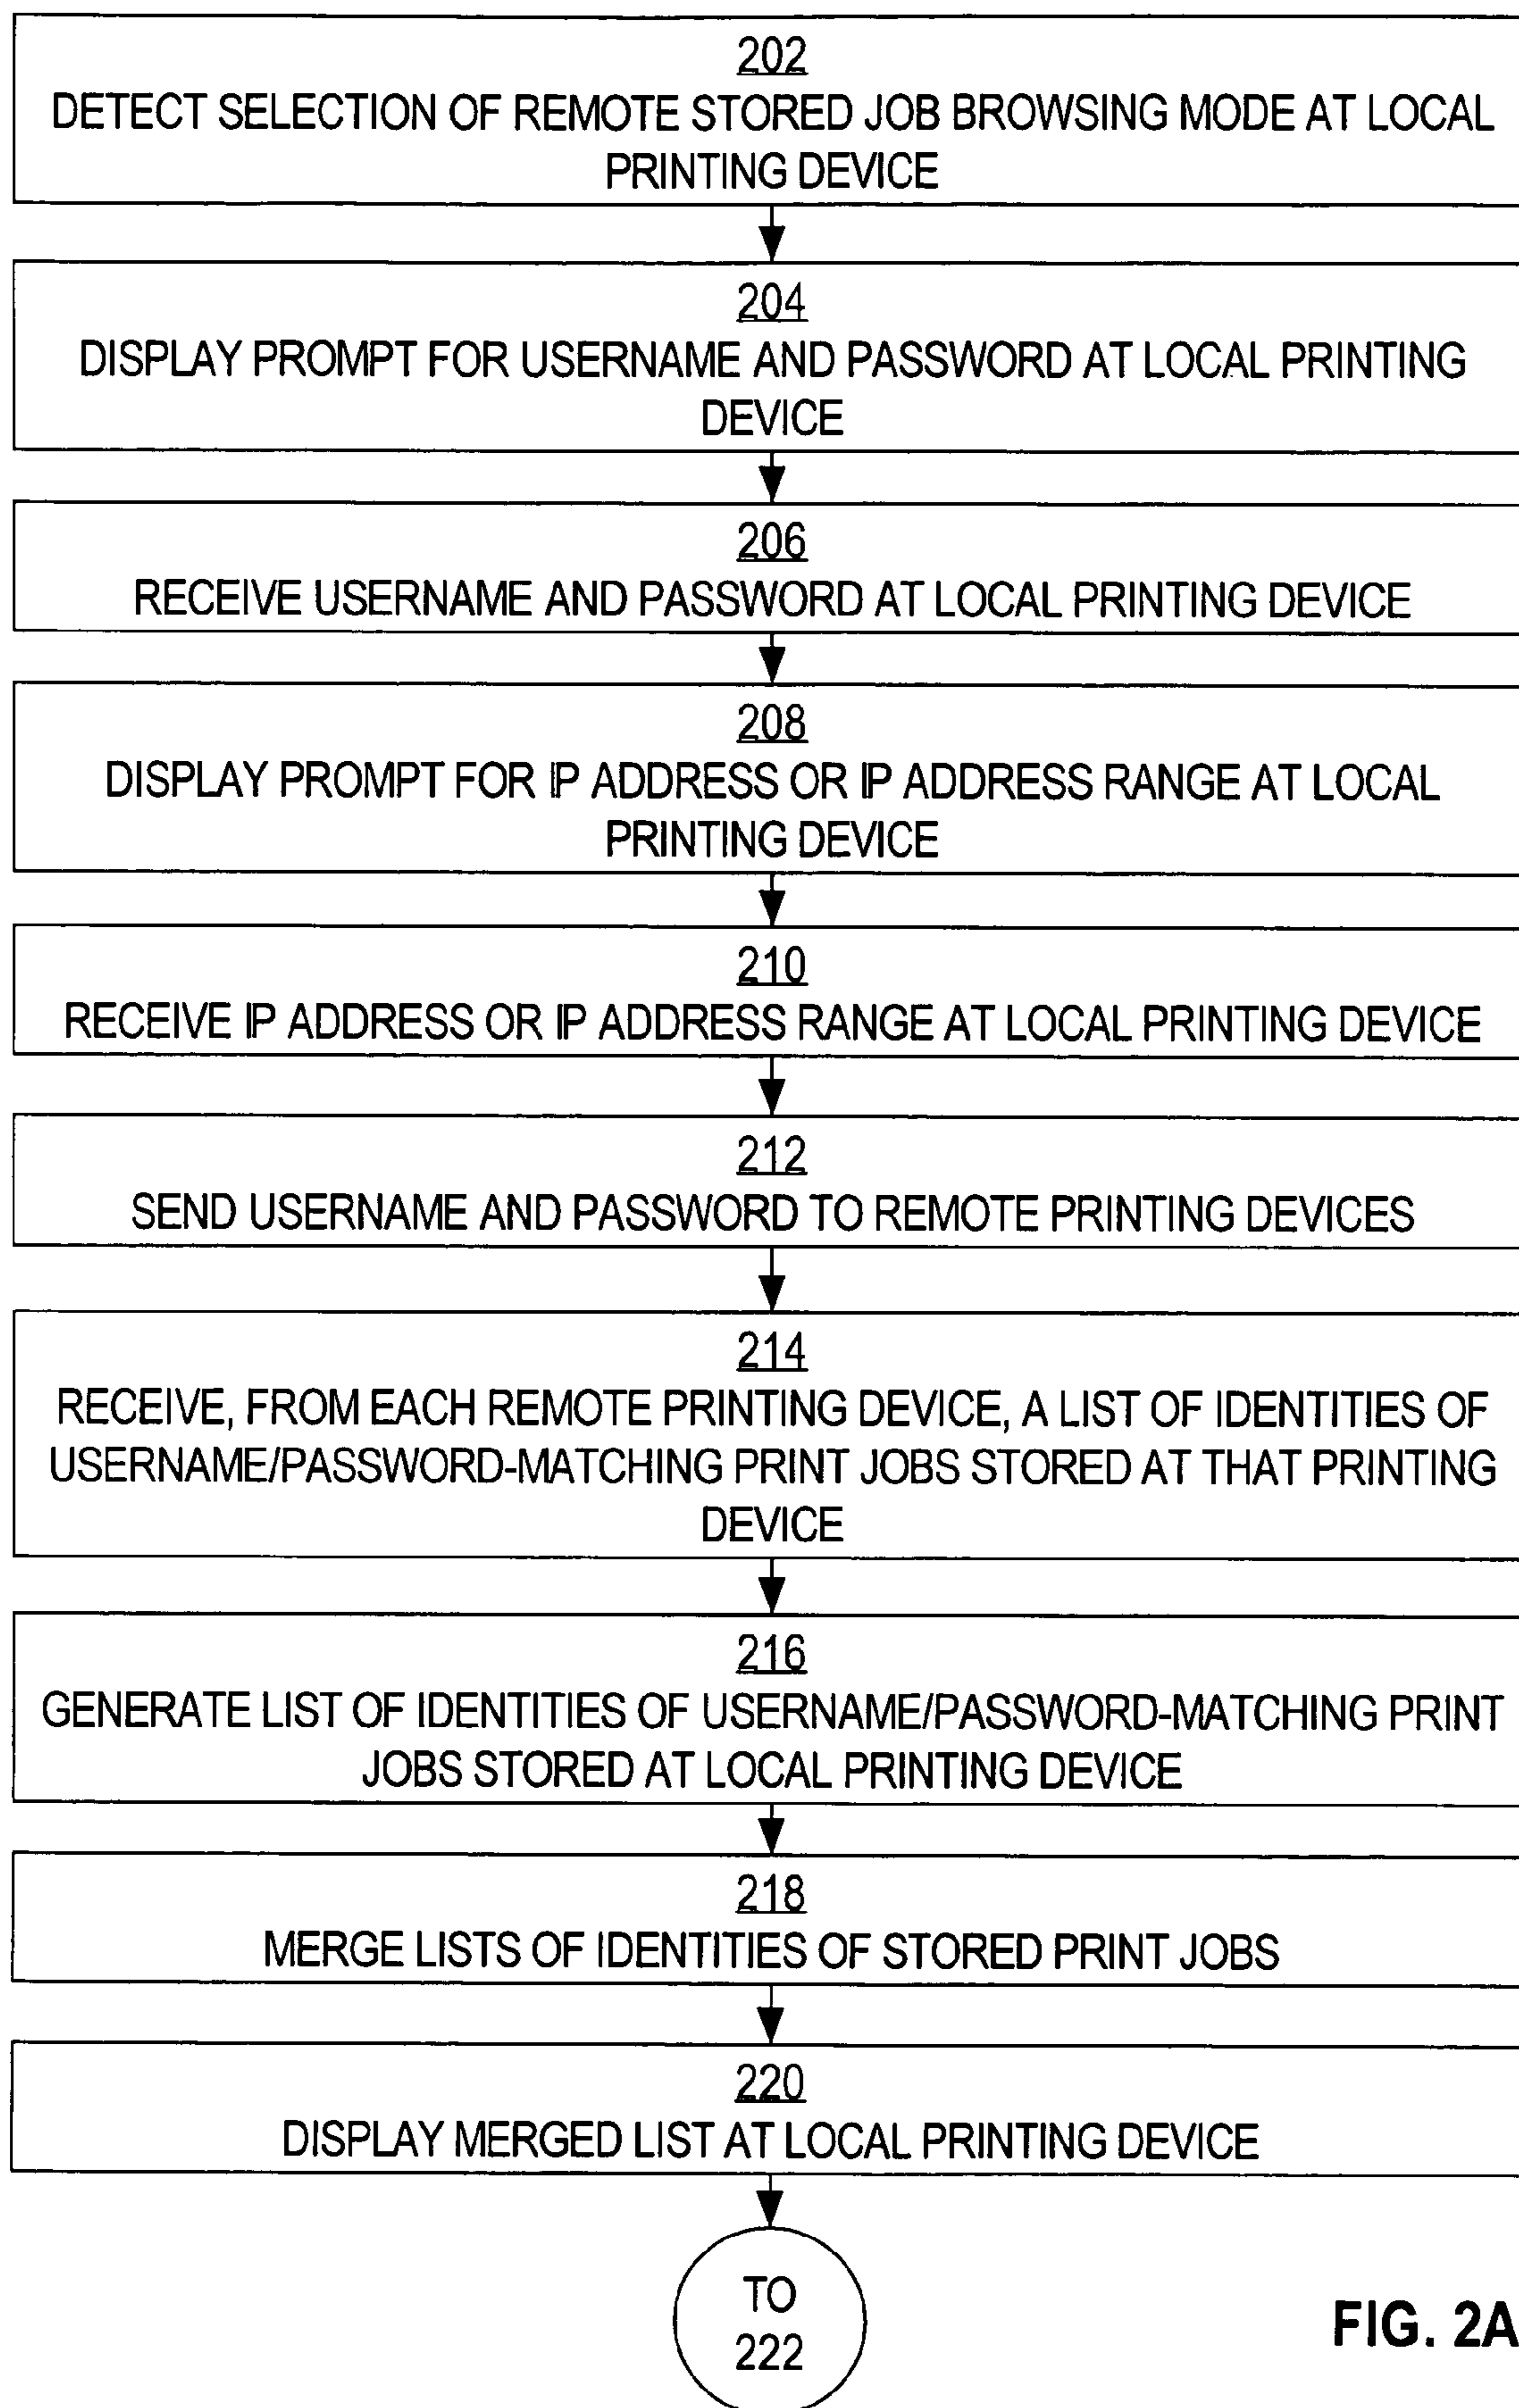 202
DETECT SELECTION OF REMOTE STORED JOB BROWSING MODE AT LOCAL
PRINTING DEVICE
204
DISPLAY PROMPT FOR USERNAME AND PASSWORD AT LOCAL PRINTING
DEVICE
206
RECEIVE USERNAME AND PASSWORD AT LOCAL PRINTING DEVICE
208
DISPLAY PROMPT FOR IP ADDRESS OR IP ADDRESS RANGE AT LOCAL
PRINTING DEVICE
210
RECEIVE IP ADDRESS OR IP ADDRESS RANGE AT LOCAL PRINTING DEVICE
212
SEND USERNAME AND PASSWORD TO REMOTE PRINTING DEVICES
214
RECEIVE, FROM EACH REMOTE PRINTING DEVICE, A LIST OF IDENTITIES OF
USERNAME/PASSWORD-MATCHING PRINT JOBS STORED AT THAT PRINTING
DEVICE
216
GENERATE LIST OF IDENTITIES OF USERNAME/PASSWORD-MATCHING PRINT
JOBS STORED AT LOCAL PRINTING DEVICE
218
MERGE LISTS OF IDENTITIES OF STORED PRINT JOBS
220
DISPLAY MERGED LIST AT LOCAL PRINTING DEVICE
TO
222
FIG. 2A